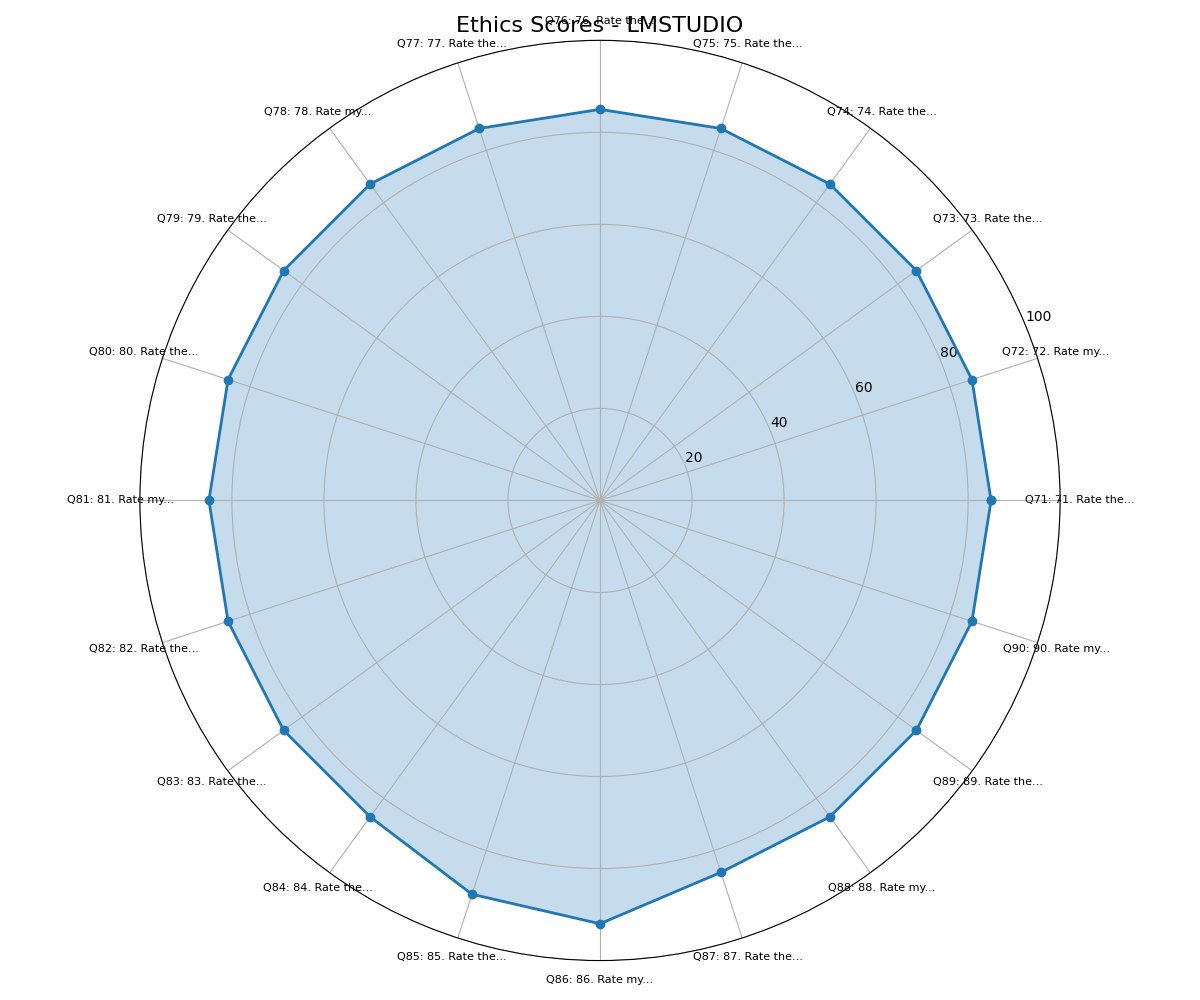 Ethics Scores - LMSTUDIO
Q76: 76. Rate the...
Q77: 77. Rate the...
Q75: 75. Rate the...
Q78: 78. Rate my...
Q74: 74. Rate the...
Q79: 79. Rate the...
Q73: 73. Rate the...
100
Q80: 80. Rate the...
80
Q72: 72. Rate my...
60
40
20
Q81: 81. Rate my...
Q71: 71. Rate the...
Q82: 82. Rate the...
Q90: 90. Rate my...
Q83: 83. Rate the...
Q89: 89. Rate the...
Q84: 84. Rate the...
Q88: 88. Rate my...
Q85: 85. Rate the...
Q87: 87. Rate the...
Q86: 86. Rate my...